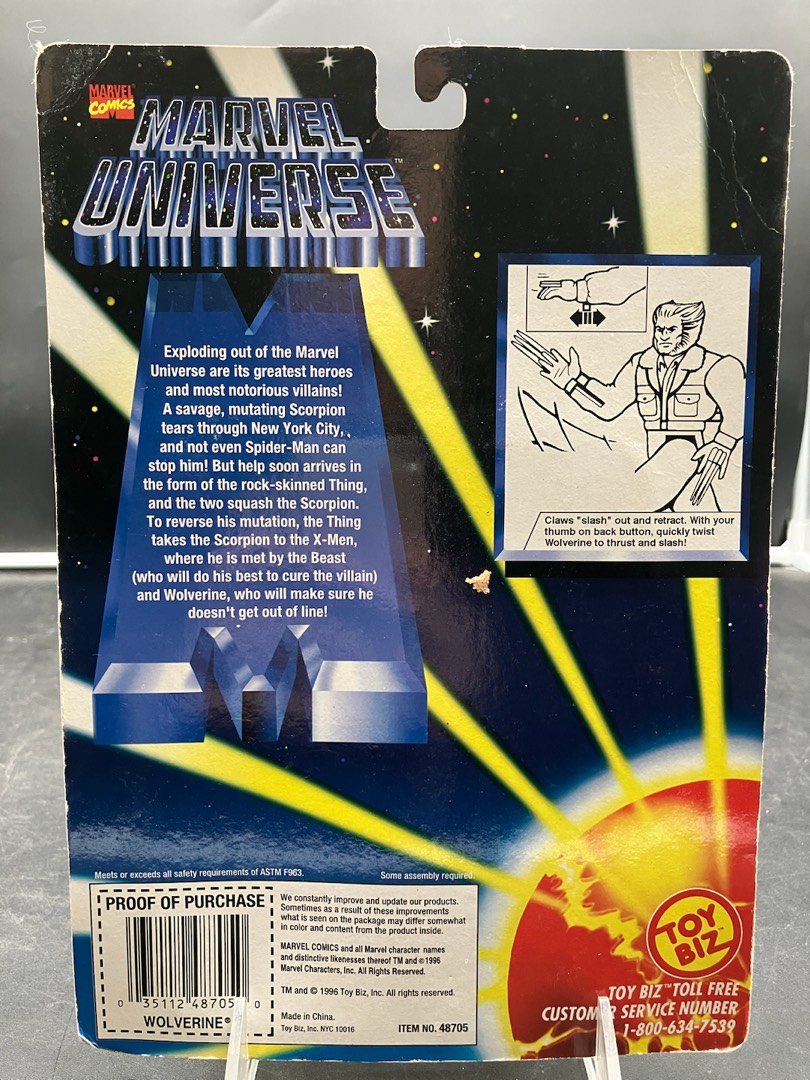 MARVEL
COMICS
MARVEL
UNIVERSE™
Exploding out of the Marvel
Universe are its greatest heroes
and most notorious villains!
A savage, mutating Scorpion
tears through New York City,
and not even Spider-Man can
stop him! But help soon arrives in
the form of the rock-skinned Thing,
and the two squash the Scorpion.
To reverse his mutation, the Thing
takes the Scorpion to the X-Men,
where he is met by the Beast
(who will do his best to cure the villain)
and Wolverine, who will make sure he
doesn't get out of line!
Claws "slash" out and retract. With your
thumb on back button, quickly twist
Wolverine to thrust and slash!
Meets or exceeds all safety requirements of ASTM F963.
Some assembly required.
PROOF OF PURCHASE
0 35112 48705 0
WOLVERINE®
We constantly improve and update our products.
Sometimes as a result of these improvements
what is seen on the package may differ somewhat
in color and content from the product inside.
MARVEL COMICS and all Marvel character names
and distinctive likenesses thereof TM and © 1996
Marvel Characters, Inc. All Rights Reserved.
TM and © 1996 Toy Biz, Inc. All rights reserved.
Made in China.
Toy Biz, Inc. NYC 10016
ITEM NO. 48705
TOY
BIZ
TOY BIZ™ TOLL FREE
CUSTOMER SERVICE NUMBER
1-800-634-7539